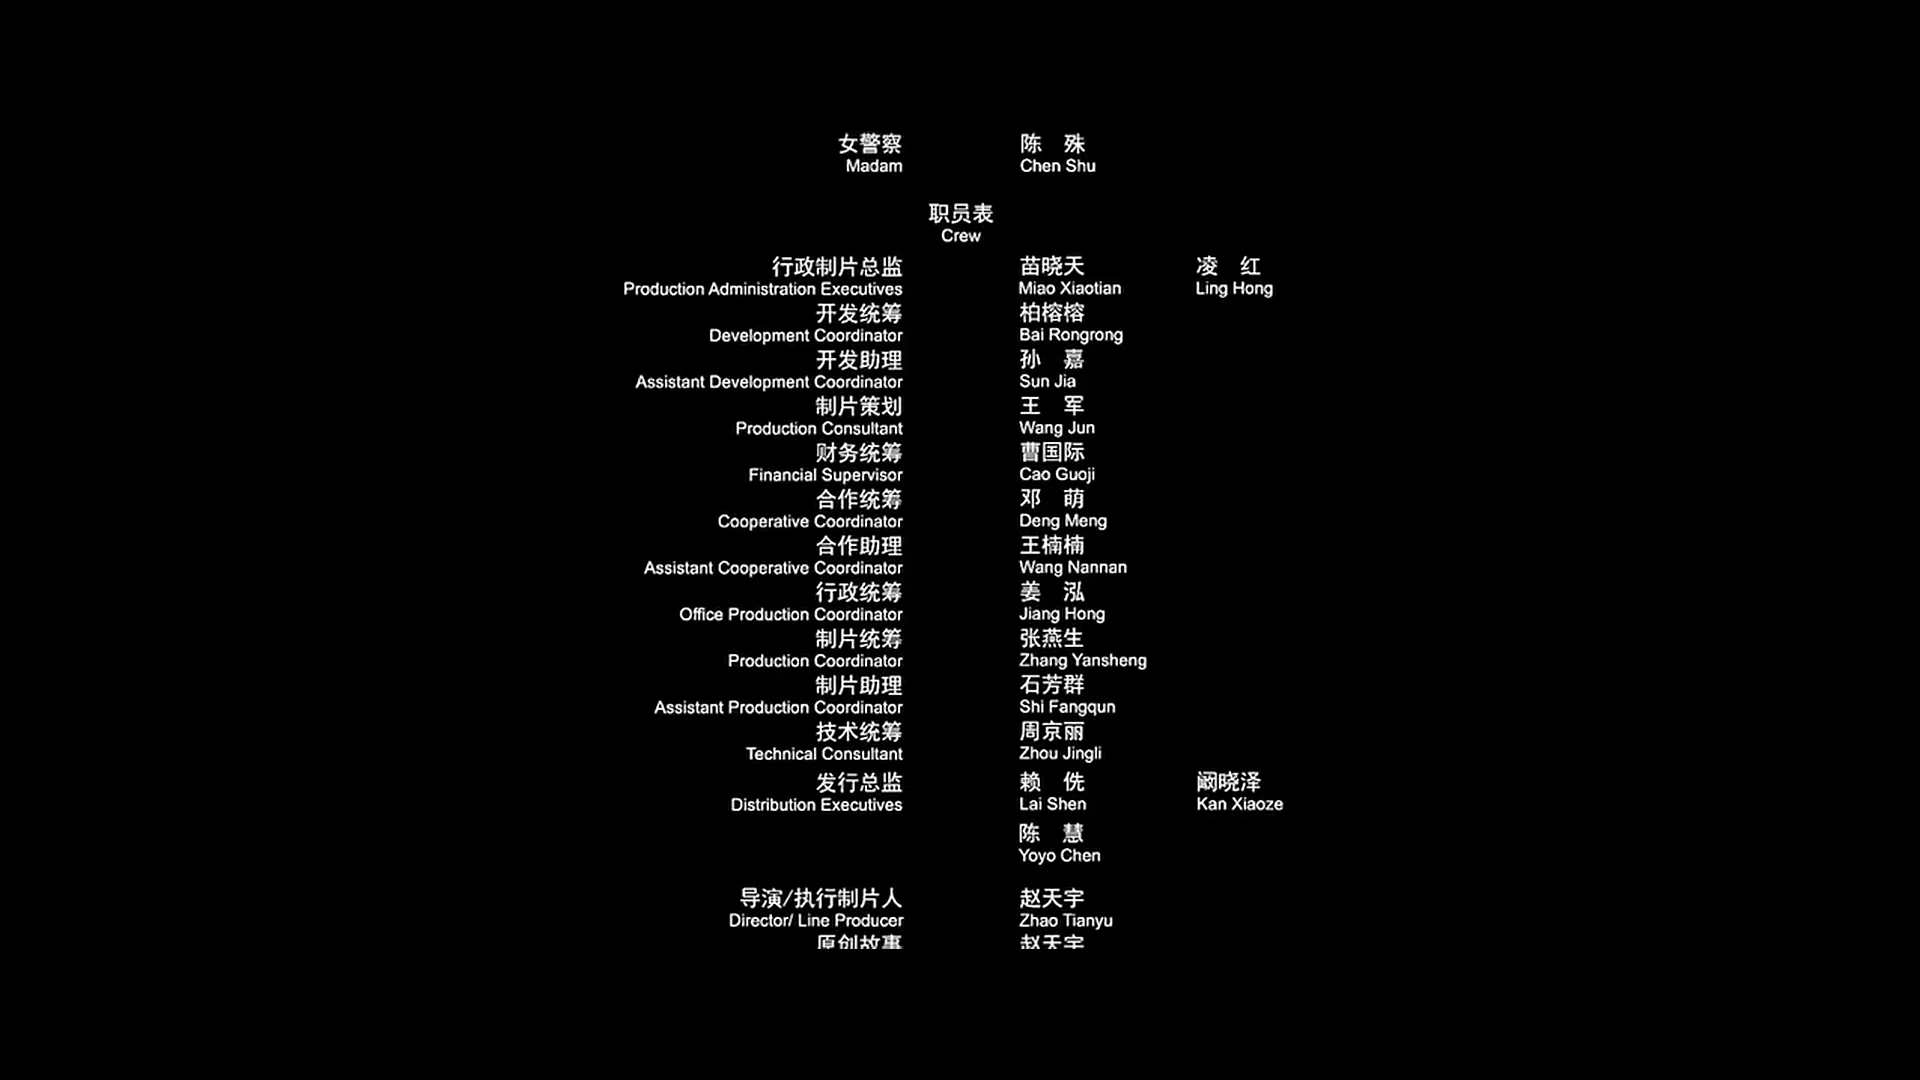 女警察 陈 殊
Madam Chen Shu
职员表
Crew
行政制片总监 苗晓天 凌 红
Production Administration Executives Miao Xiaotian Ling Hong
开发统筹 柏榕榕
Development Coordinator Bai Rongrong
开发助理 孙 嘉
Assistant Development Coordinator Sun Jia
制片策划 王 军
Production Consultant Wang Jun
财务统筹 曹国际
Financial Supervisor Cao Guoji
合作统筹 邓 萌
Cooperative Coordinator Deng Meng
合作助理 王楠楠
Assistant Cooperative Coordinator Wang Nannan
行政统筹 姜 泓
Office Production Coordinator Jiang Hong
制片统筹 张燕生
Production Coordinator Zhang Yansheng
制片助理 石芳群
Assistant Production Coordinator Shi Fangqun
技术统筹 周京丽
Technical Consultant Zhou Jingli
发行总监 赖 侁 阚晓泽
Distribution Executives Lai Shen Kan Xiaoze
陈 慧
Yoyo Chen
导演/执行制片人 赵天宇
Director/ Line Producer Zhao Tianyu
原创故事 赵天宇